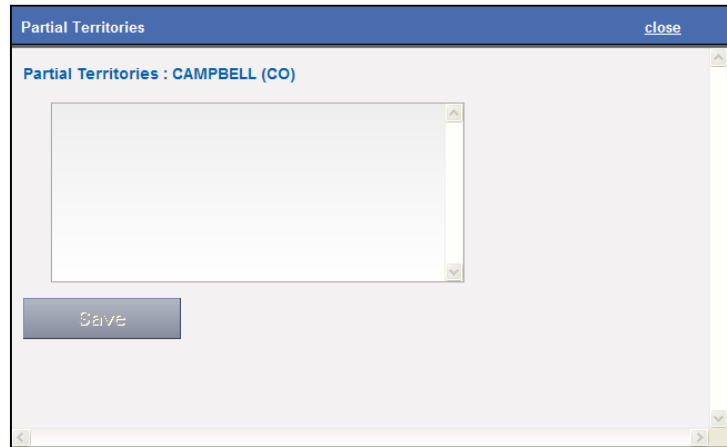 Partial Territories close
Partial Territories : CAMPBELL (CO)
Save